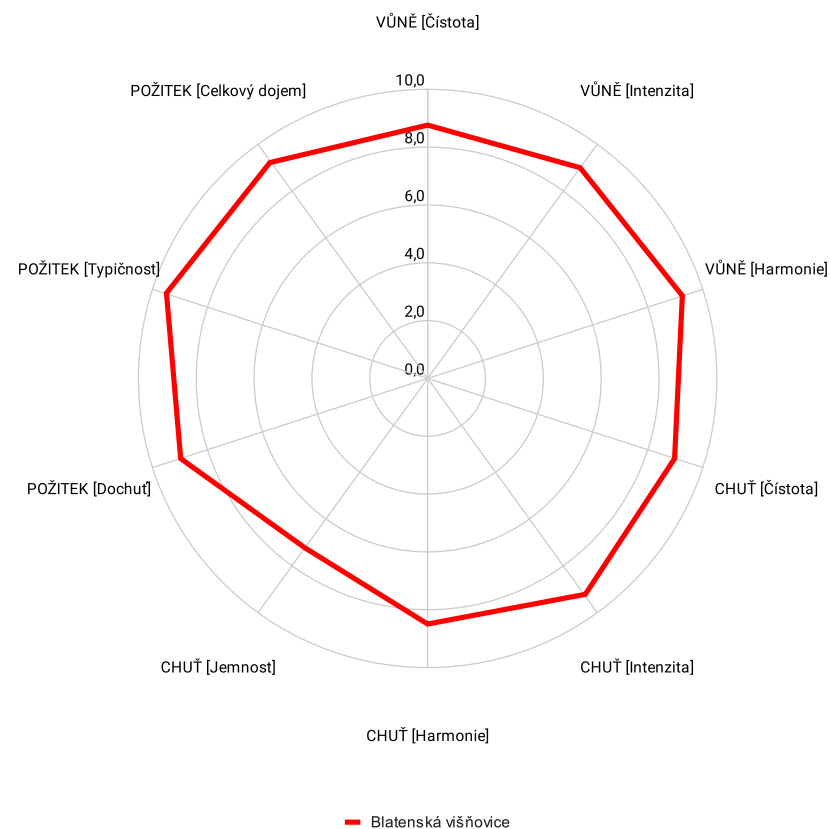 VŮNĚ [Čístota]
POŽITEK [Celkový dojem]
VŮNĚ [Intenzita]
10,0
8,0
6,0
4,0
2,0
0,0
POŽITEK [Typičnost]
VŮNĚ [Harmonie]
POŽITEK [Dochuť]
CHUŤ [Čístota]
CHUŤ [Jemnost]
CHUŤ [Intenzita]
CHUŤ [Harmonie]
Blatenská višňovice